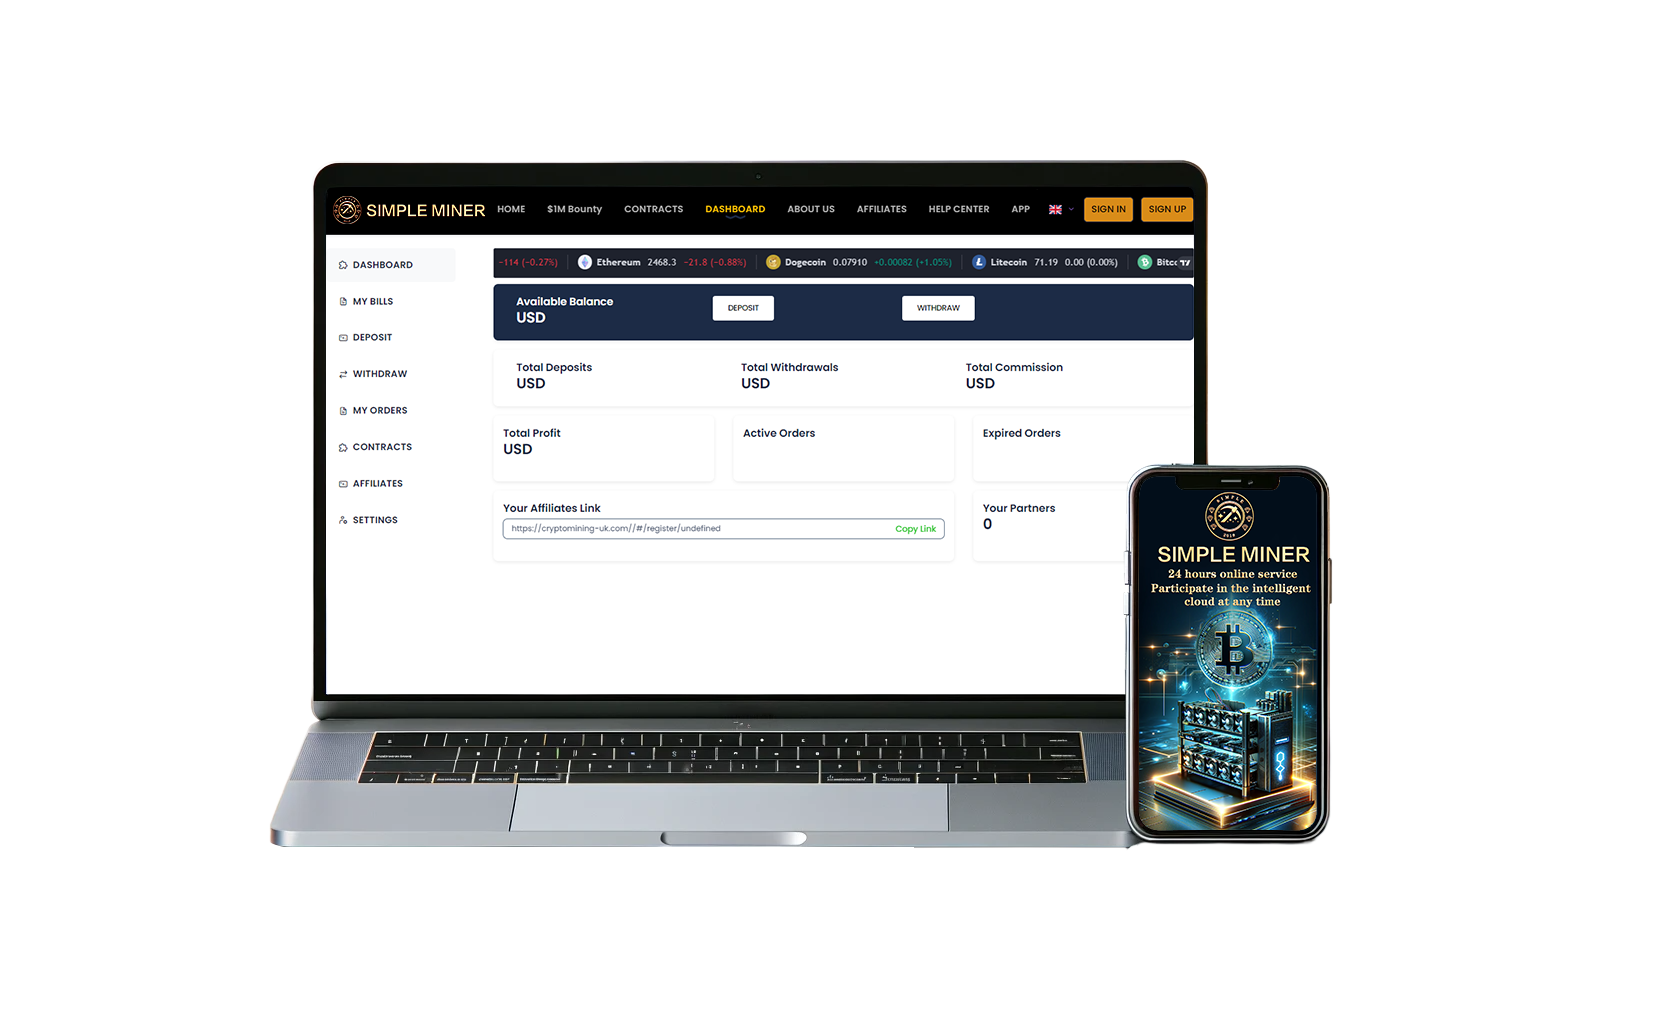 SIMPLE MINER
HOME $1M Bounty CONTRACTS DASHBOARD ABOUT US AFFILIATES HELP CENTER APP SIGN IN SIGN UP
DASHBOARD
MY BILLS
DEPOSIT
WITHDRAW
MY ORDERS
CONTRACTS
AFFILIATES
SETTINGS
−114 (−0.27%) Ethereum 2468.3 −21.8 (−0.88%) Dogecoin 0.07910 +0.00082 (+1.05%) Litecoin 71.19 0.00 (0.00%) Bitc
Available Balance
USD
DEPOSIT
WITHDRAW
Total Deposits
USD
Total Withdrawals
USD
Total Commission
USD
Total Profit
USD
Active Orders
Expired Orders
Your Affiliates Link
https://cryptomining-uk.com//#/register/undefined Copy Link
Your Partners
0
SIMPLE
2019
SIMPLE MINER
24 hours online service
Participate in the intelligent
cloud at any time